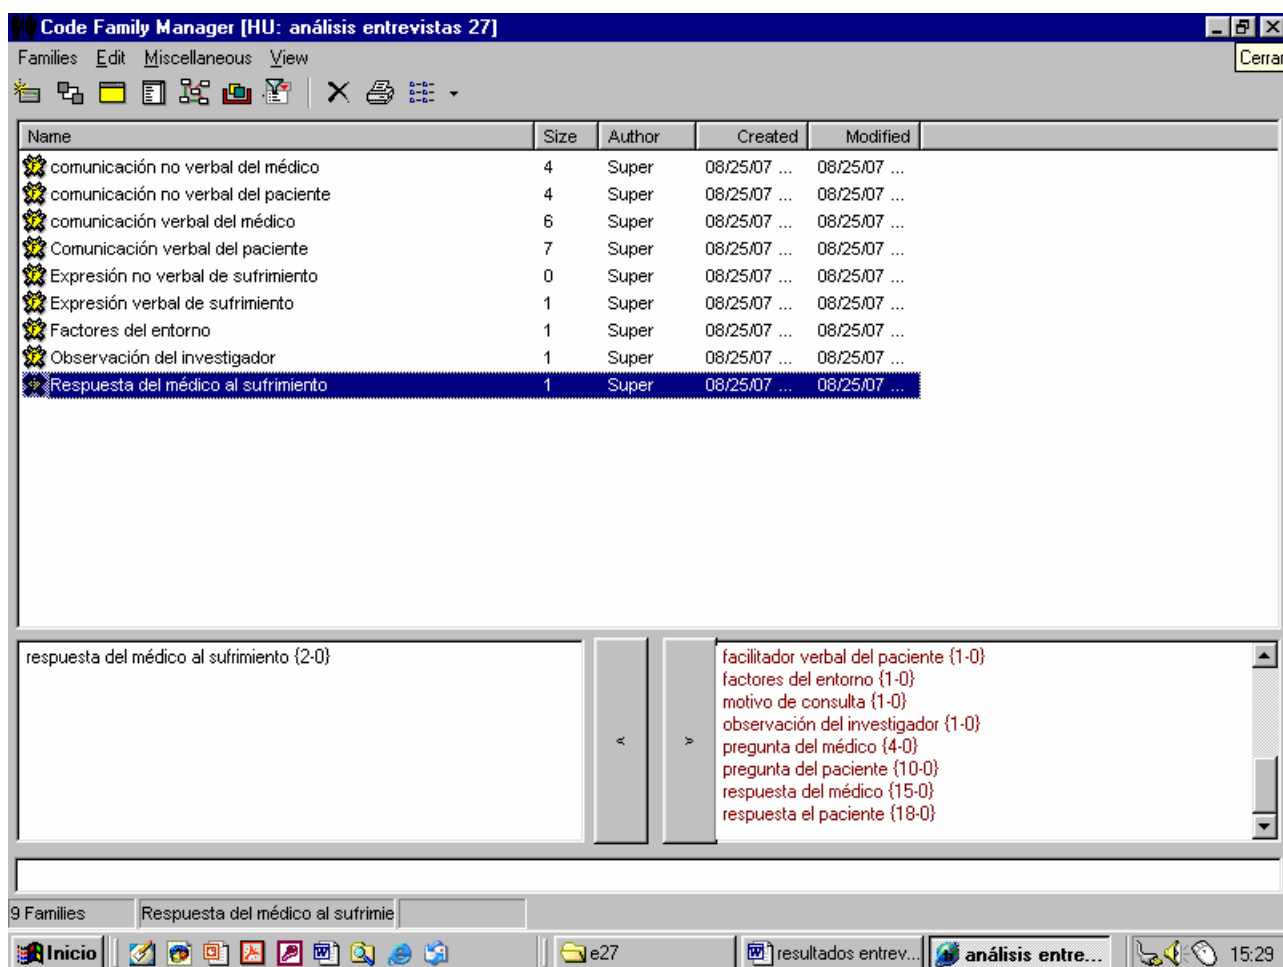 Code Family Manager [HU: análisis entrevistas 27]
Families Edit Miscellaneous View
Cerrar
Name Size Author Created Modified
comunicación no verbal del médico 4 Super 08/25/07 ... 08/25/07 ...
comunicación no verbal del paciente 4 Super 08/25/07 ... 08/25/07 ...
comunicación verbal del médico 6 Super 08/25/07 ... 08/25/07 ...
Comunicación verbal del paciente 7 Super 08/25/07 ... 08/25/07 ...
Expresión no verbal de sufrimiento 0 Super 08/25/07 ... 08/25/07 ...
Expresión verbal de sufrimiento 1 Super 08/25/07 ... 08/25/07 ...
Factores del entorno 1 Super 08/25/07 ... 08/25/07 ...
Observación del investigador 1 Super 08/25/07 ... 08/25/07 ...
Respuesta del médico al sufrimiento 1 Super 08/25/07 ... 08/25/07 ...
respuesta del médico al sufrimiento {2-0}
< >
facilitador verbal del paciente {1-0}
factores del entorno {1-0}
motivo de consulta {1-0}
observación del investigador {1-0}
pregunta del médico {4-0}
pregunta del paciente {10-0}
respuesta del médico {15-0}
respuesta el paciente {18-0}
9 Families Respuesta del médico al sufrimie
Inicio e27 resultados entrev... análisis entre... 15:29